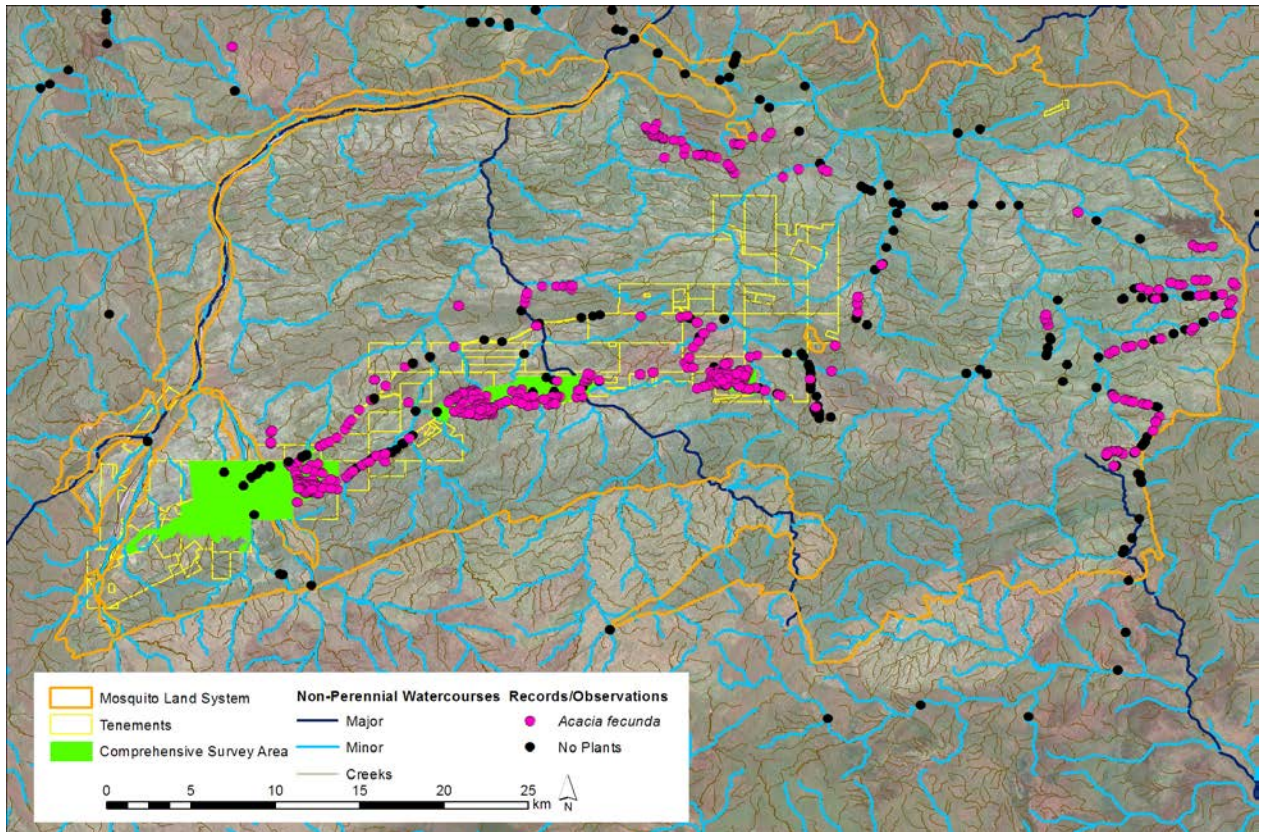 Mosquito Land System
Tenements
Comprehensive Survey Area
Non-Perennial Watercourses
Major
Minor
Creeks
Records/Observations
Acacia fecunda
No Plants
0 5 10 15 20 25
km
N